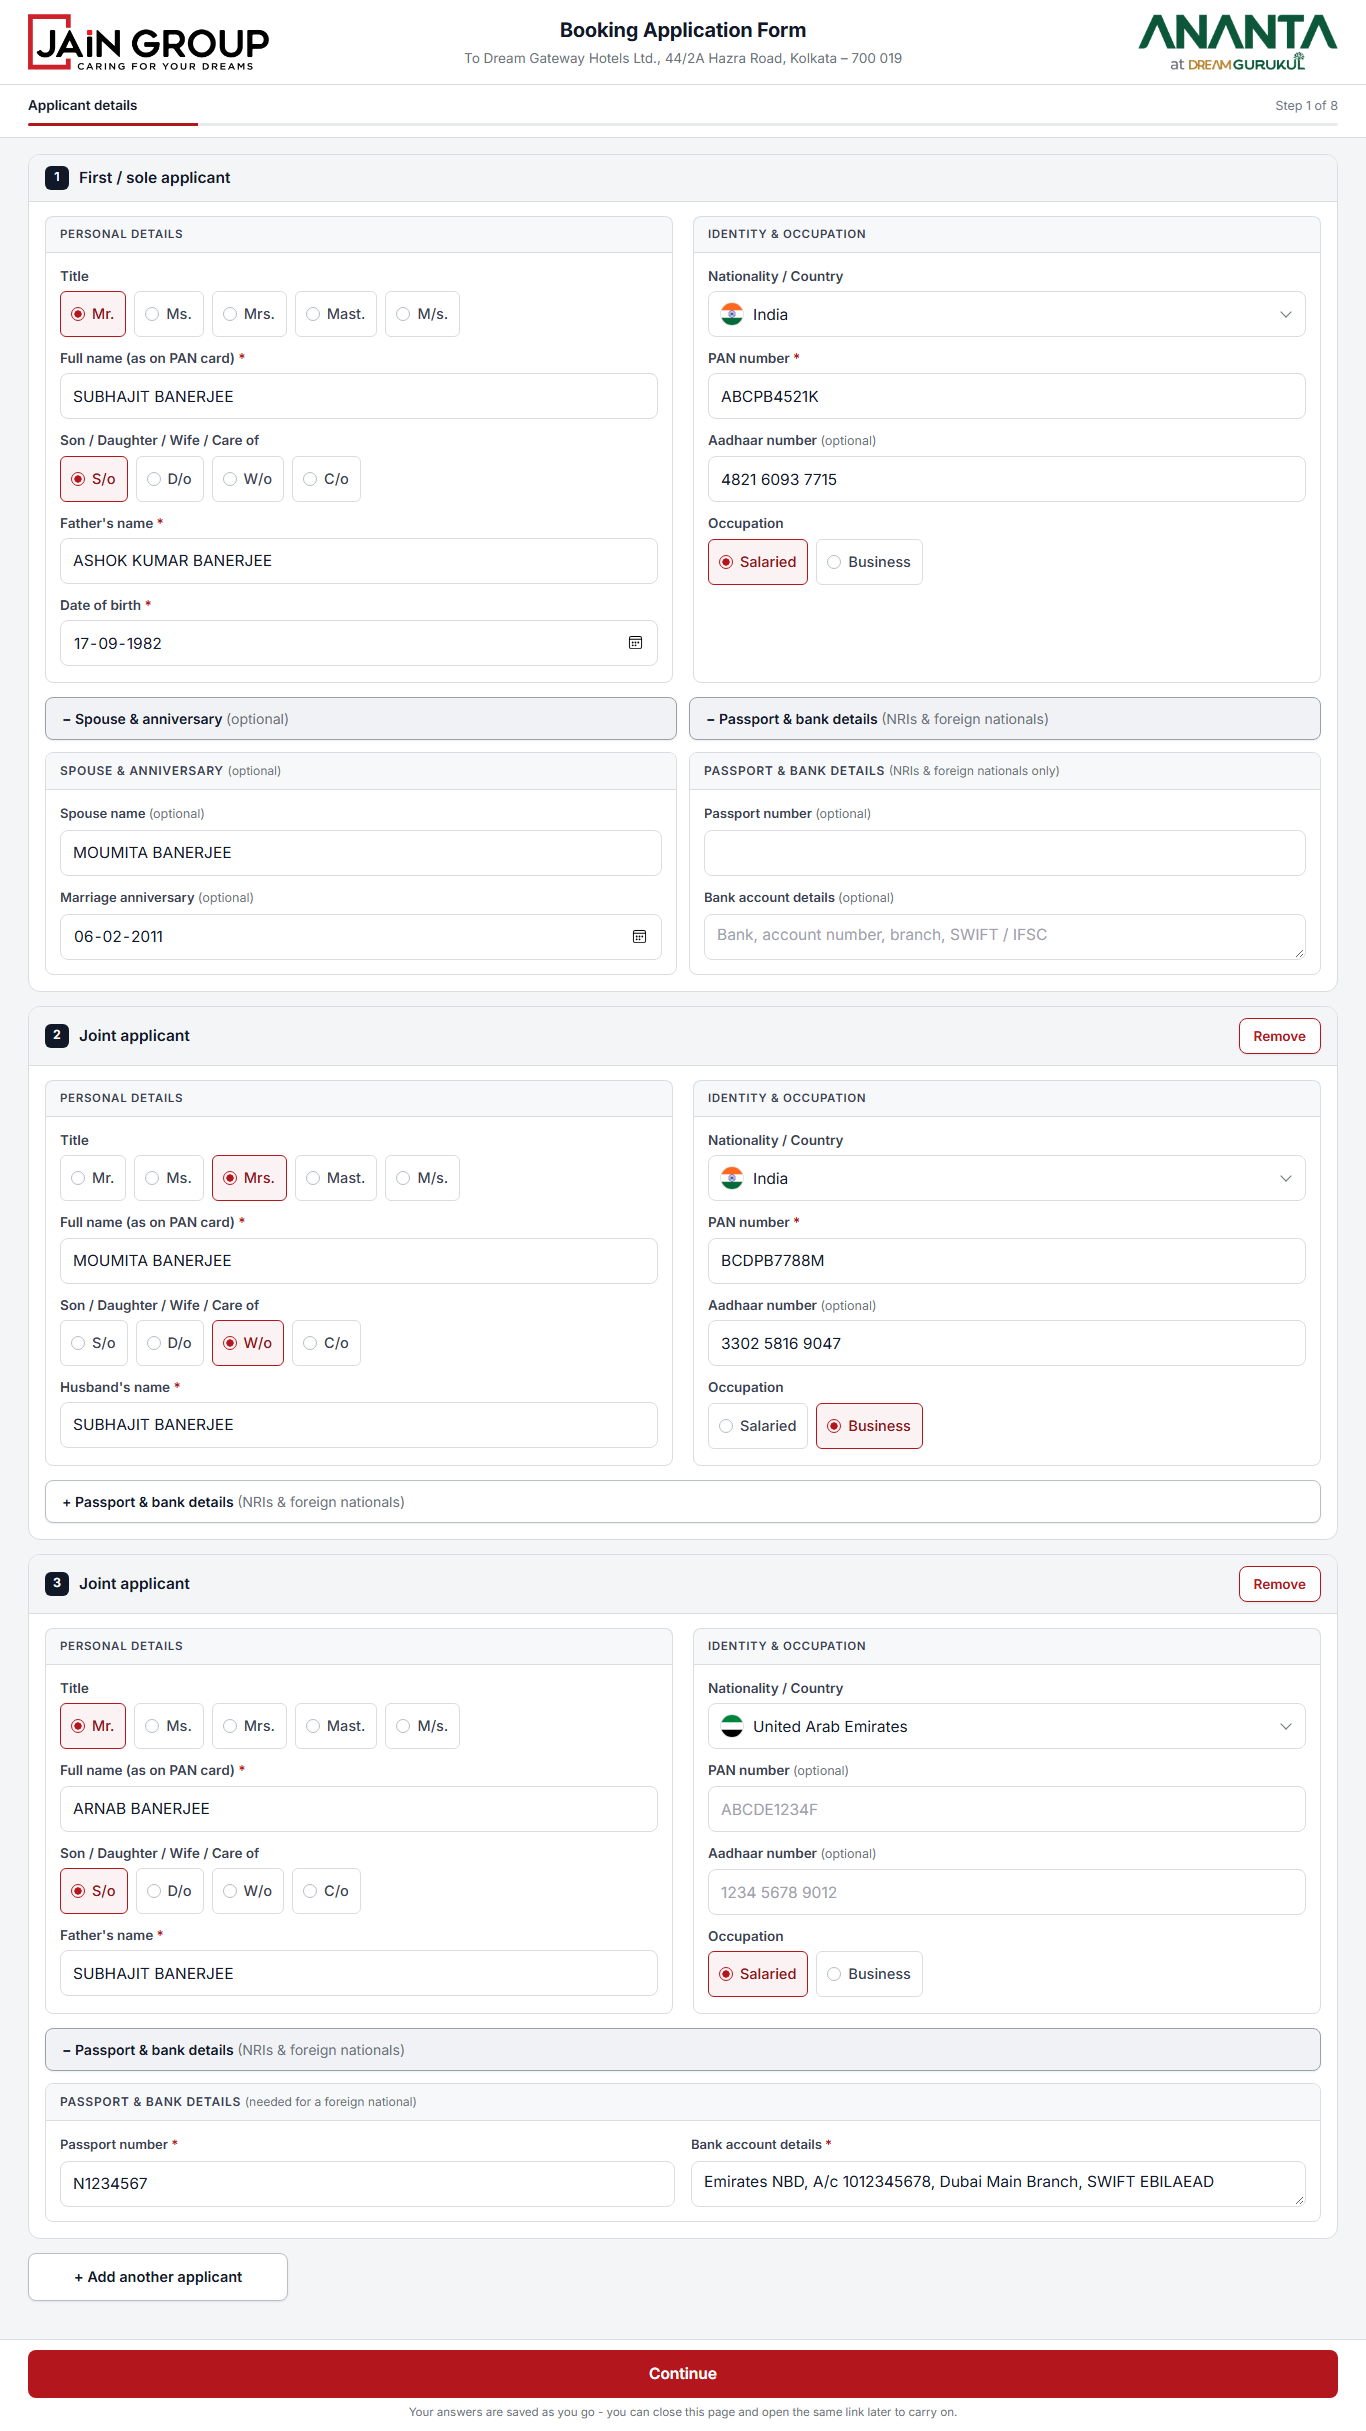 JAIN GROUP
CARING FOR YOUR DREAMS
Booking Application Form
To Dream Gateway Hotels Ltd., 44/2A Hazra Road, Kolkata – 700 019
ANANTA
at DREAM GURUKUL
Applicant details
Step 1 of 8
1 First / sole applicant
PERSONAL DETAILS
Title
Mr. Ms. Mrs. Mast. M/s.
Full name (as on PAN card) *
SUBHAJIT BANERJEE
Son / Daughter / Wife / Care of
S/o D/o W/o C/o
Father's name *
ASHOK KUMAR BANERJEE
Date of birth *
17-09-1982
IDENTITY & OCCUPATION
Nationality / Country
India
PAN number *
ABCPB4521K
Aadhaar number (optional)
4821 6093 7715
Occupation
Salaried Business
– Spouse & anniversary (optional)
– Passport & bank details (NRIs & foreign nationals)
SPOUSE & ANNIVERSARY (optional)
Spouse name (optional)
MOUMITA BANERJEE
Marriage anniversary (optional)
06-02-2011
PASSPORT & BANK DETAILS (NRIs & foreign nationals only)
Passport number (optional)
Bank account details (optional)
Bank, account number, branch, SWIFT / IFSC
2 Joint applicant
Remove
PERSONAL DETAILS
Title
Mr. Ms. Mrs. Mast. M/s.
Full name (as on PAN card) *
MOUMITA BANERJEE
Son / Daughter / Wife / Care of
S/o D/o W/o C/o
Husband's name *
SUBHAJIT BANERJEE
IDENTITY & OCCUPATION
Nationality / Country
India
PAN number *
BCDPB7788M
Aadhaar number (optional)
3302 5816 9047
Occupation
Salaried Business
+ Passport & bank details (NRIs & foreign nationals)
3 Joint applicant
Remove
PERSONAL DETAILS
Title
Mr. Ms. Mrs. Mast. M/s.
Full name (as on PAN card) *
ARNAB BANERJEE
Son / Daughter / Wife / Care of
S/o D/o W/o C/o
Father's name *
SUBHAJIT BANERJEE
IDENTITY & OCCUPATION
Nationality / Country
United Arab Emirates
PAN number (optional)
ABCDE1234F
Aadhaar number (optional)
1234 5678 9012
Occupation
Salaried Business
– Passport & bank details (NRIs & foreign nationals)
PASSPORT & BANK DETAILS (needed for a foreign national)
Passport number *
N1234567
Bank account details *
Emirates NBD, A/c 1012345678, Dubai Main Branch, SWIFT EBILAEAD
+ Add another applicant
Continue
Your answers are saved as you go - you can close this page and open the same link later to carry on.